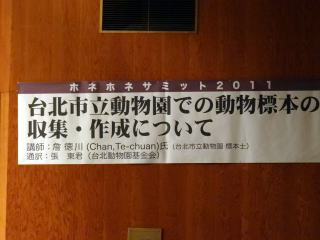 ホネホネサミット2011
台北市立動物園での動物標本の
収集・作成について
講師：詹 徳川 (Chan,Te-chuan)氏（台北市立動物園 標本士）
通訳：張 東君（台北動物園基金会）